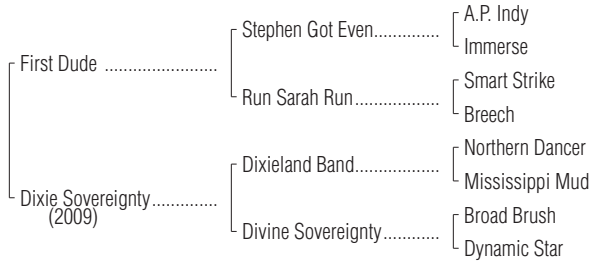 A.P. Indy
Stephen Got Even..............
Immerse
First Dude .......................
Smart Strike
Run Sarah Run.................
Breech
Northern Dancer
Dixieland Band.................
Mississippi Mud
Dixie Sovereignty.............
(2009)
Broad Brush
Divine Sovereignty...........
Dynamic Star